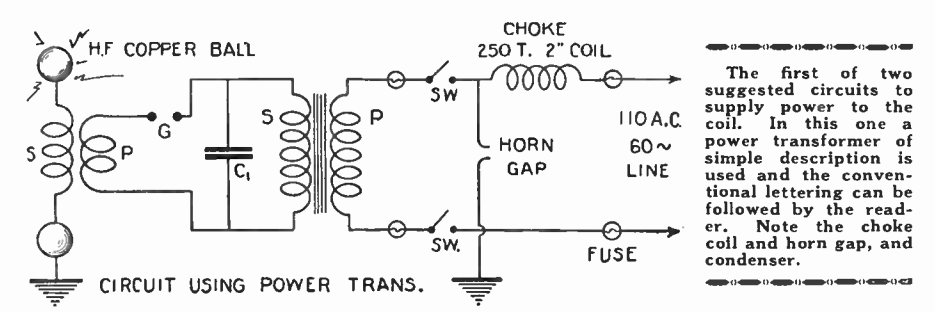 CHOKE
250 T. 2" COIL
H.F COPPER BALL
SW
S
P
G
C1
S
P
HORN
GAP
110 A.C.
60~
LINE
SW.
FUSE
CIRCUIT USING POWER TRANS.
The first of two
suggested circuits to
supply power to the
coil. In this one a
power transformer of
simple description is
used and the conven-
tional lettering can be
followed by the read-
er. Note the choke
coil and horn gap, and
condenser.